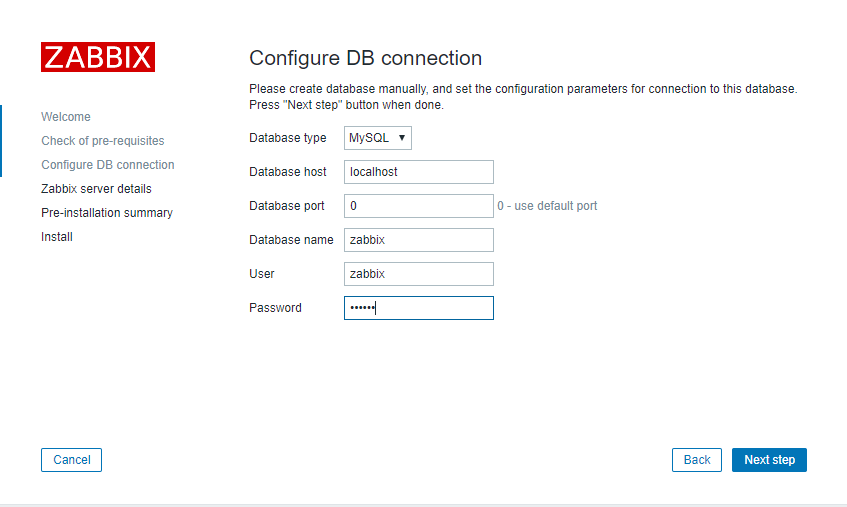 ZABBIX
Welcome
Check of pre-requisites
Configure DB connection
Zabbix server details
Pre-installation summary
Install
Configure DB connection
Please create database manually, and set the configuration parameters for connection to this database.
Press "Next step" button when done.
Database type MySQL ▼
Database host localhost
Database port 0 0 - use default port
Database name zabbix
User zabbix
Password ••••••
Cancel Back Next step